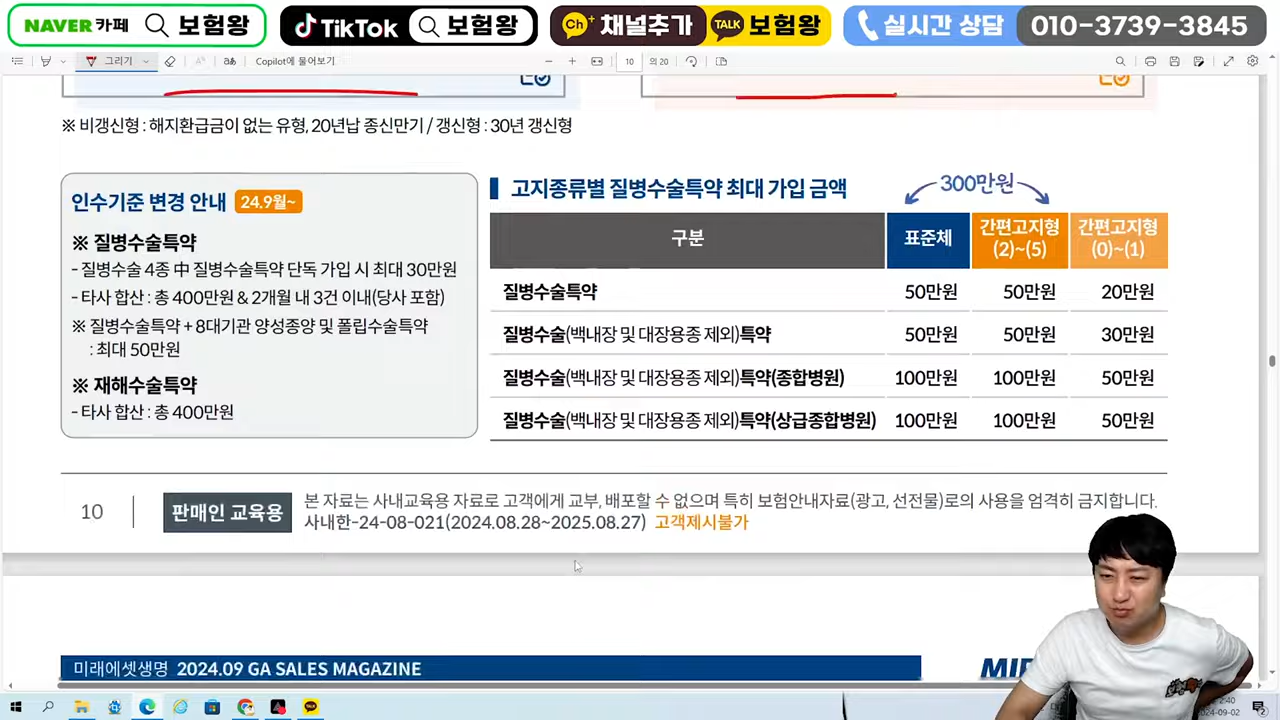 NAVER 카페 보험왕
TikTok 보험왕
Ch+ 채널추가 TALK 보험왕
실시간 상담 010-3739-3845
그리기
Copilot에 물어보기
10 의 20
※ 비갱신형 : 해지환급금이 없는 유형, 20년납 종신만기 / 갱신형 : 30년 갱신형
인수기준 변경 안내 24.9월~
※ 질병수술특약
- 질병수술 4종 中 질병수술특약 단독 가입 시 최대 30만원
- 타사 합산 : 총 400만원 & 2개월 내 3건 이내(당사 포함)
※ 질병수술특약 + 8대기관 양성종양 및 폴립수술특약
: 최대 50만원
※ 재해수술특약
- 타사 합산 : 총 400만원
고지종류별 질병수술특약 최대 가입 금액
300만원
구분 표준체 간편고지형 (2)~(5) 간편고지형 (0)~(1)
질병수술특약 50만원 50만원 20만원
질병수술(백내장 및 대장용종 제외)특약 50만원 50만원 30만원
질병수술(백내장 및 대장용종 제외)특약(종합병원) 100만원 100만원 50만원
질병수술(백내장 및 대장용종 제외)특약(상급종합병원) 100만원 100만원 50만원
10 판매인 교육용
본 자료는 사내교육용 자료로 고객에게 교부, 배포할 수 없으며 특히 보험안내자료(광고, 선전물)로의 사용을 엄격히 금지합니다.
사내한-24-08-021(2024.08.28~2025.08.27) 고객제시불가
미래에셋생명 2024.09 GA SALES MAGAZINE